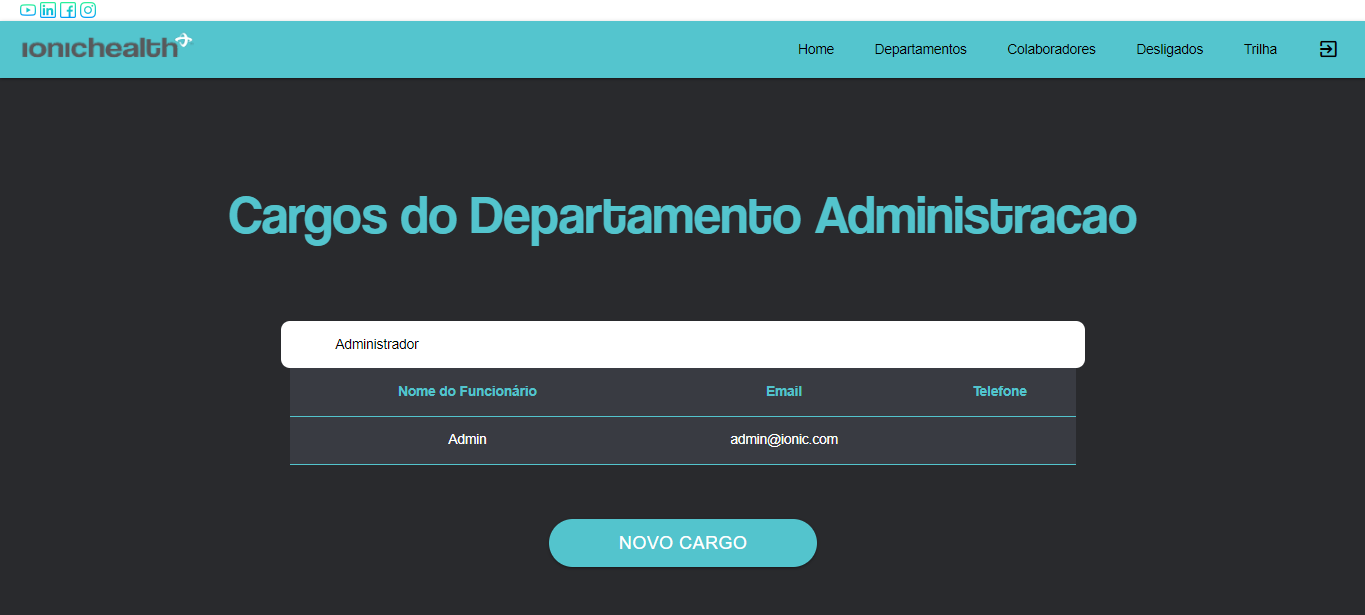 ionichealth
Home Departamentos Colaboradores Desligados Trilha
Cargos do Departamento Administracao
Administrador
Nome do Funcionário Email Telefone
Admin admin@ionic.com
NOVO CARGO